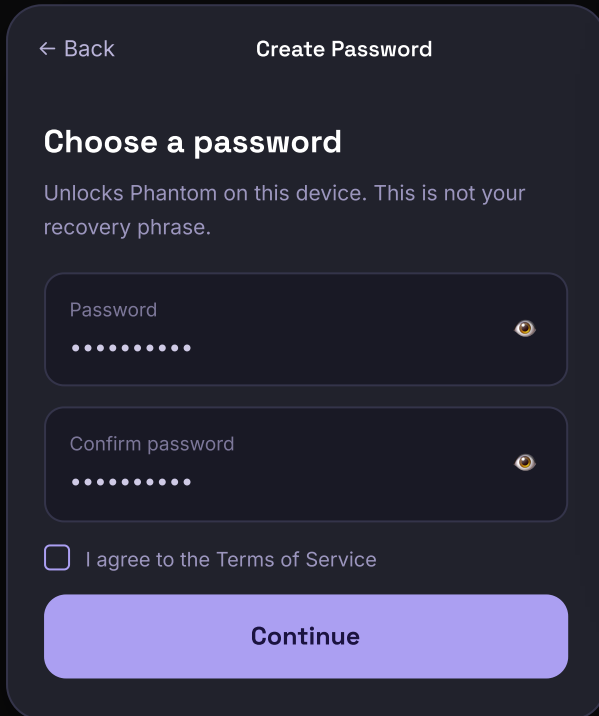 ← Back
Create Password
Choose a password
Unlocks Phantom on this device. This is not your
recovery phrase.
Password
••••••••••
Confirm password
••••••••••
I agree to the Terms of Service
Continue